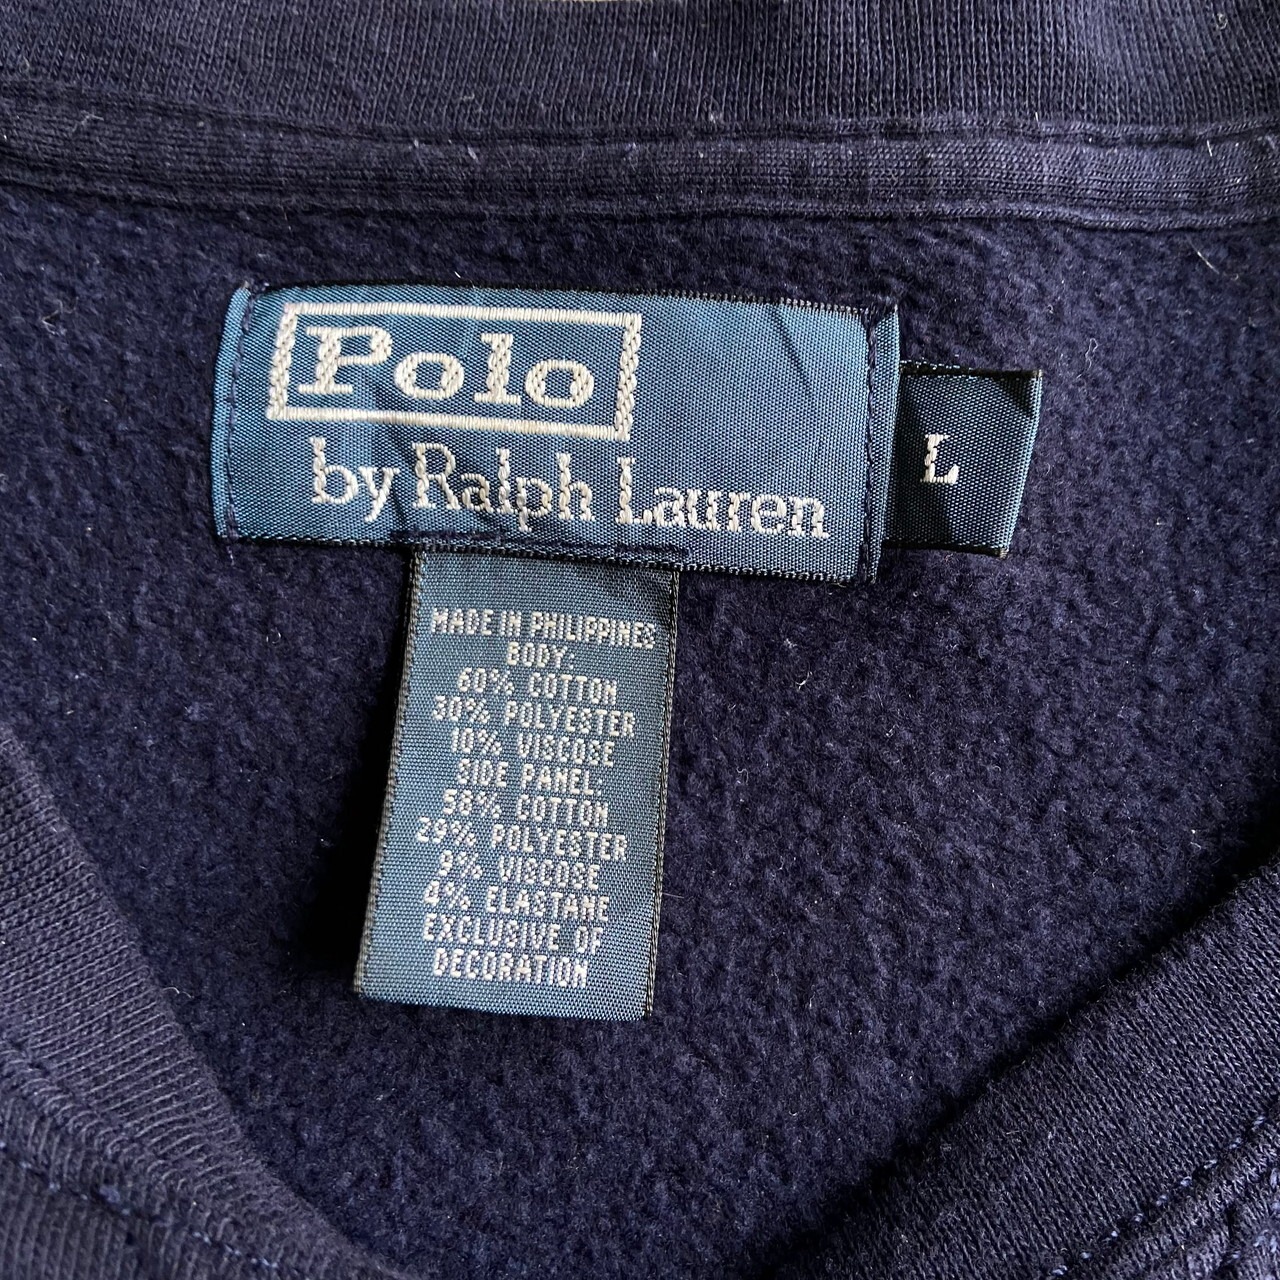 Polo
by Ralph Lauren
L
MADE IN PHILIPPINES
BODY:
60% COTTON
30% POLYESTER
10% VISCOSE
SIDE PANEL
58% COTTON
29% POLYESTER
9% VISCOSE
4% ELASTANE
EXCLUSIVE OF
DECORATION